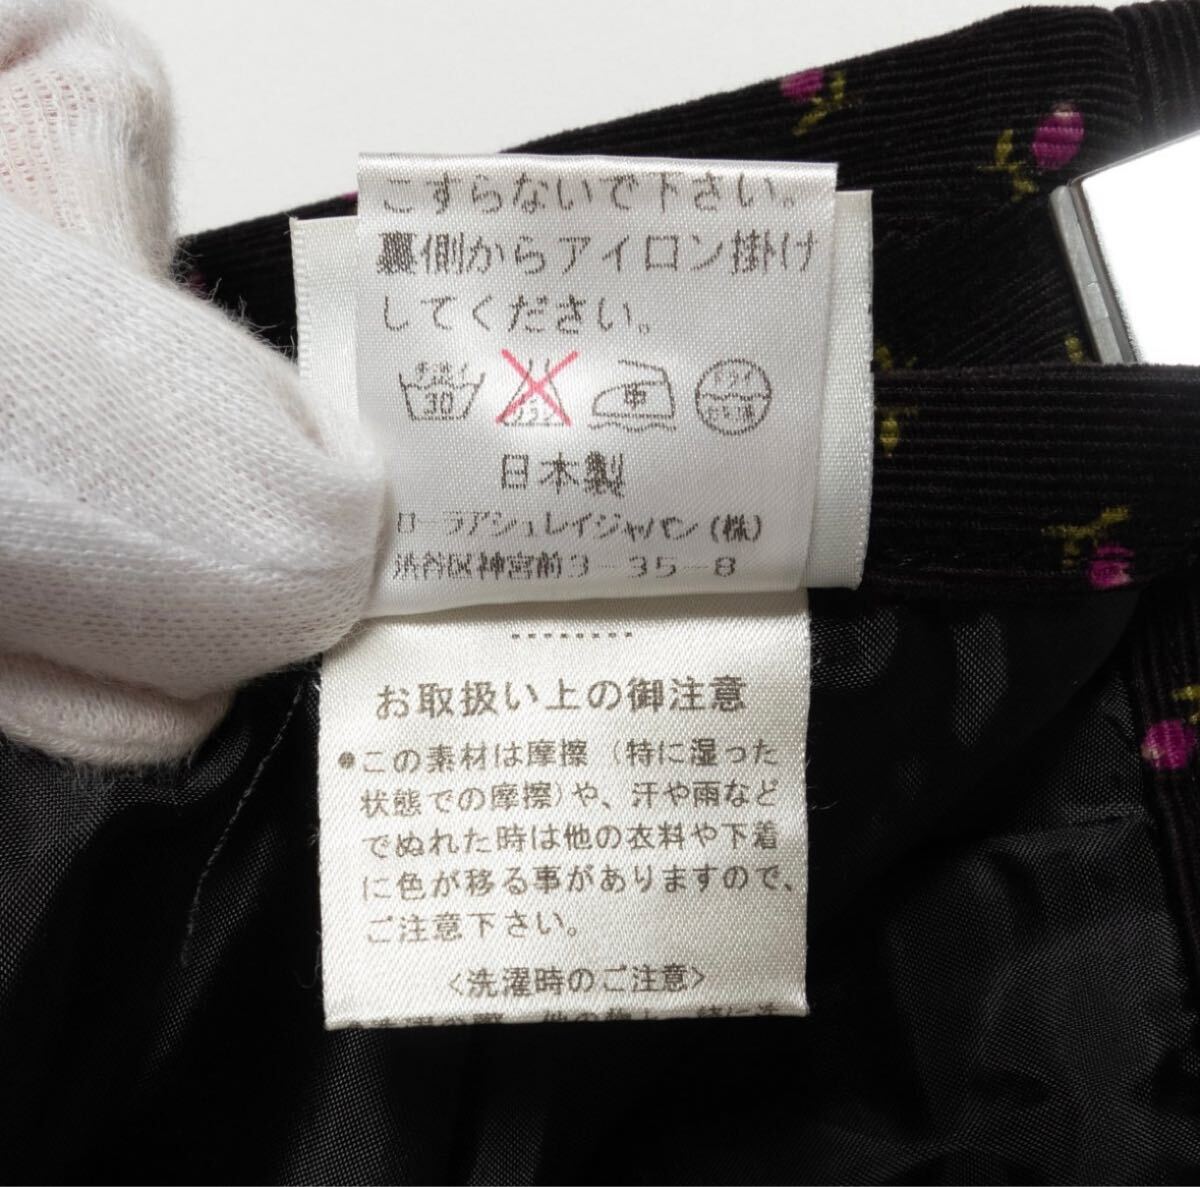 こすらないで下さい。
裏側からアイロン掛け
してください。
30 中 ドライ
日本製
ローラアシュレイジャパン(株)
渋谷区神宮前3-35-8
お取扱い上の御注意
●この素材は摩擦(特に湿った
状態での摩擦)や、汗や雨など
でぬれた時は他の衣料や下着
に色が移る事がありますので、
ご注意下さい。
<洗濯時のご注意>